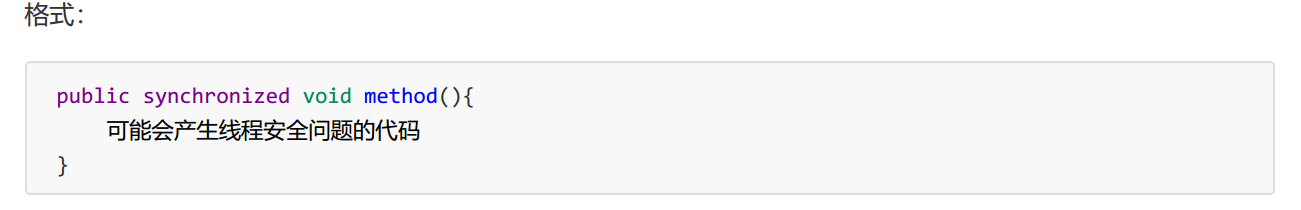 格式：
public synchronized void method(){
可能会产生线程安全问题的代码
}